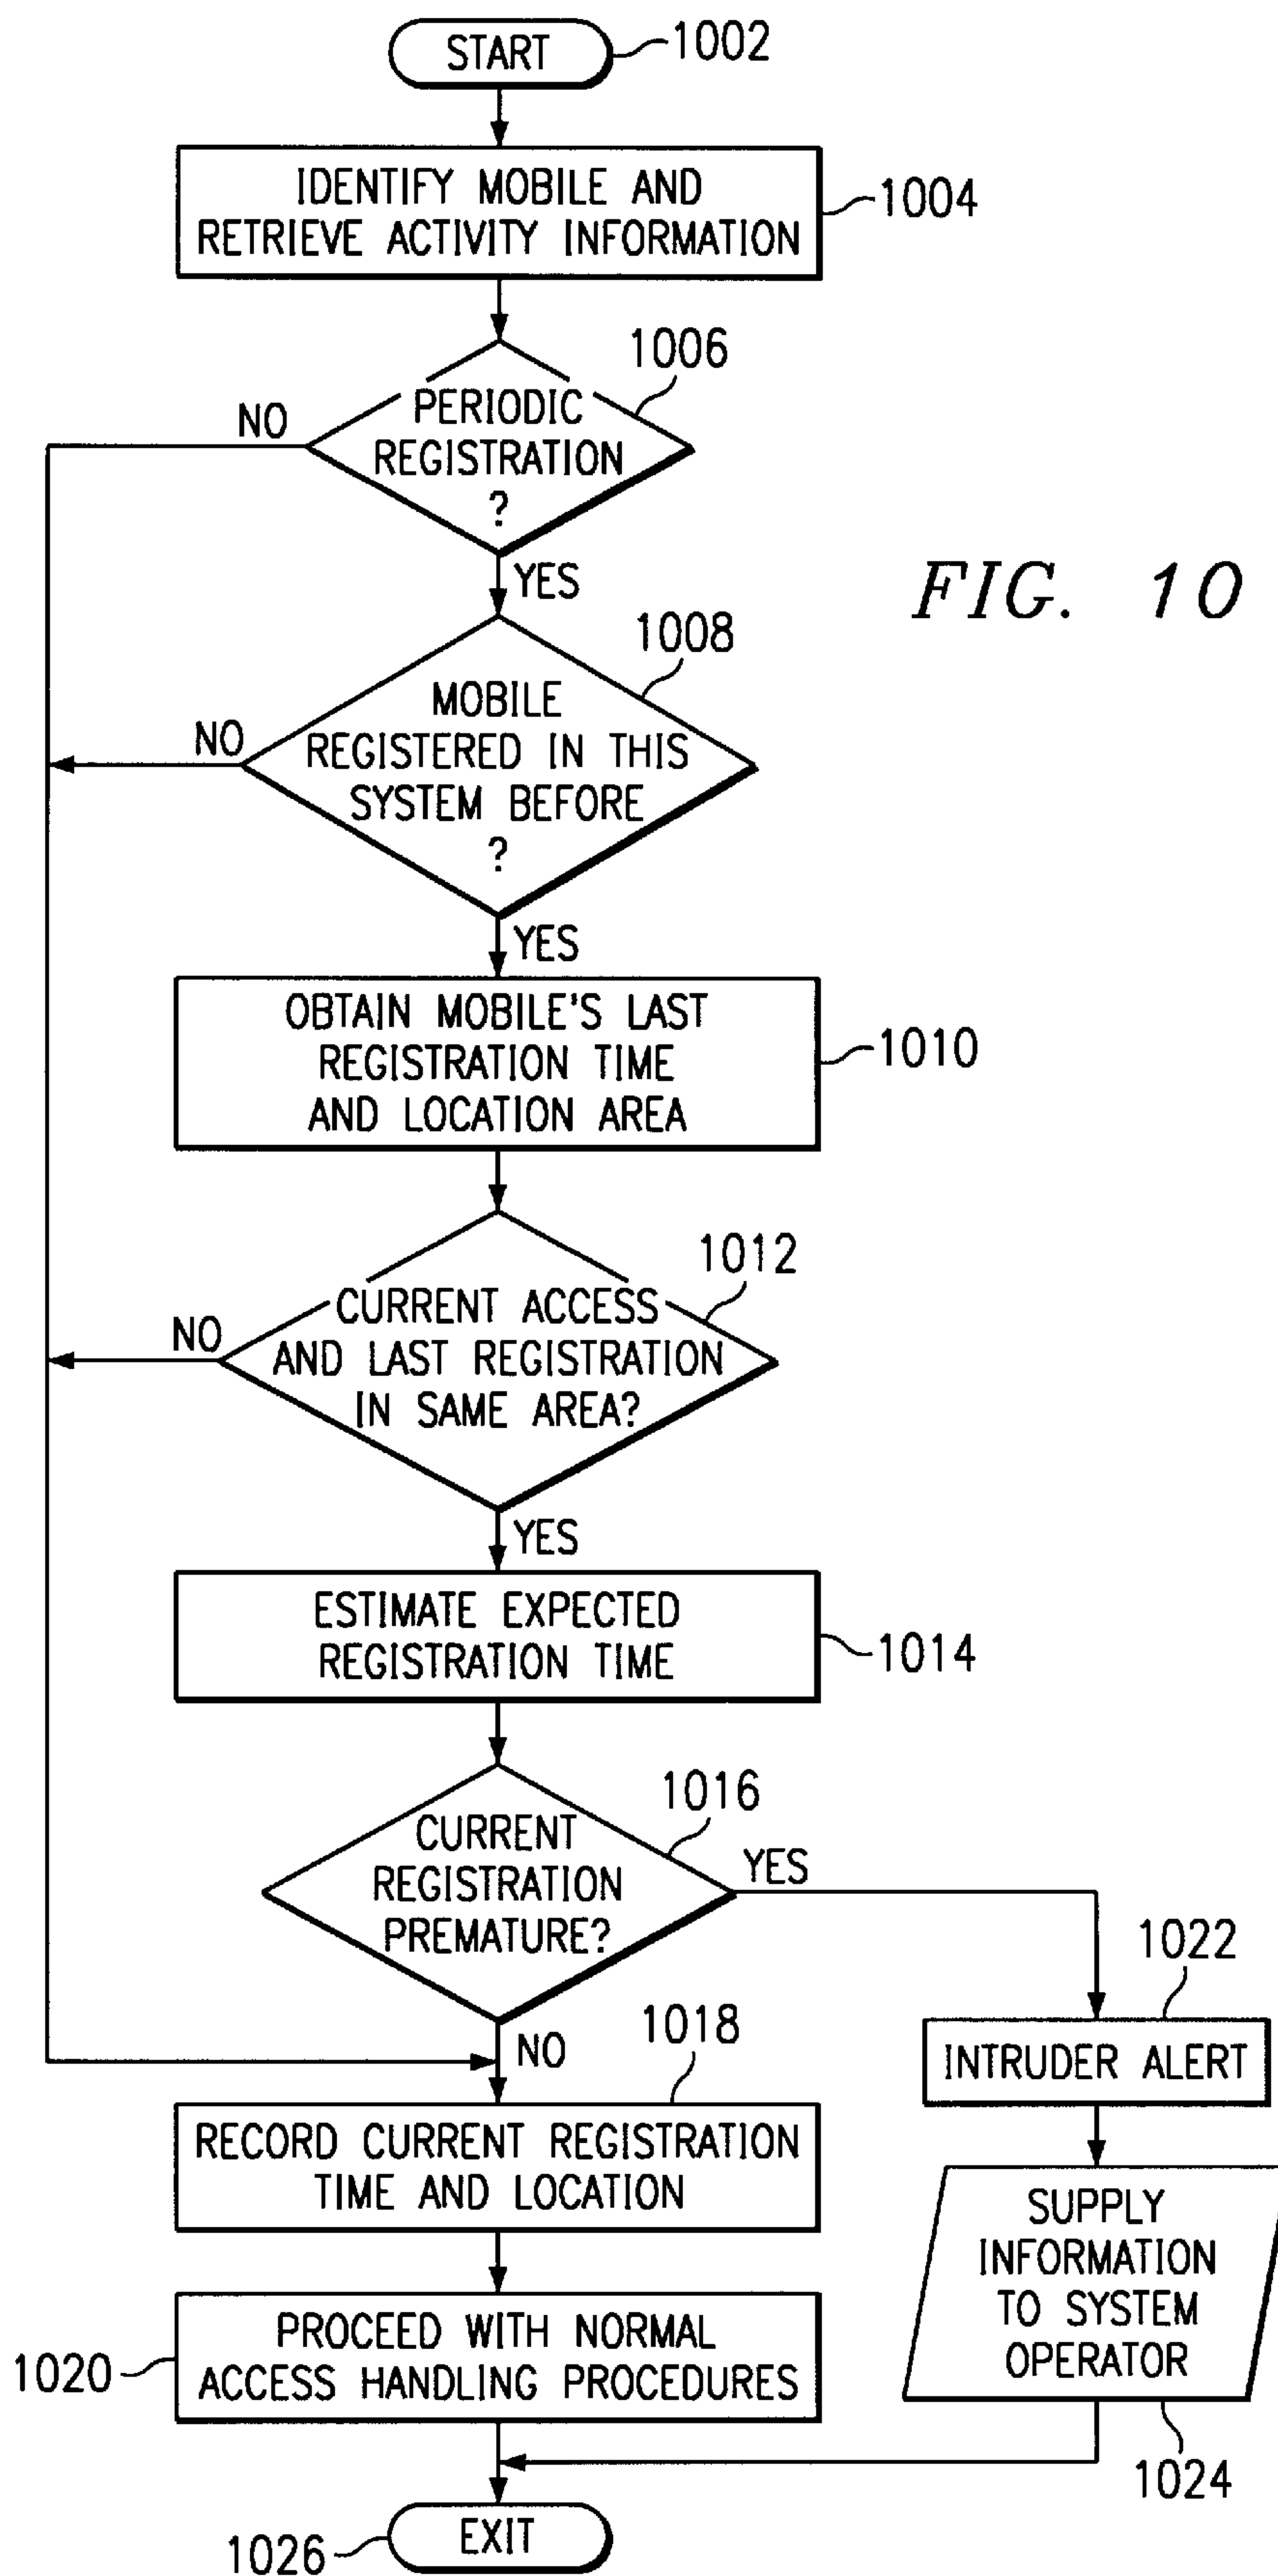 START
1002
IDENTIFY MOBILE AND
RETRIEVE ACTIVITY INFORMATION
1004
1006
PERIODIC
REGISTRATION
?
NO
YES
FIG. 10
1008
MOBILE
REGISTERED IN THIS
SYSTEM BEFORE
?
NO
YES
OBTAIN MOBILE'S LAST
REGISTRATION TIME
AND LOCATION AREA
1010
1012
CURRENT ACCESS
AND LAST REGISTRATION
IN SAME AREA?
NO
YES
ESTIMATE EXPECTED
REGISTRATION TIME
1014
1016
CURRENT
REGISTRATION
PREMATURE?
YES
NO
1018
1022
INTRUDER ALERT
RECORD CURRENT REGISTRATION
TIME AND LOCATION
SUPPLY
INFORMATION
TO SYSTEM
OPERATOR
1020
PROCEED WITH NORMAL
ACCESS HANDLING PROCEDURES
1024
EXIT
1026